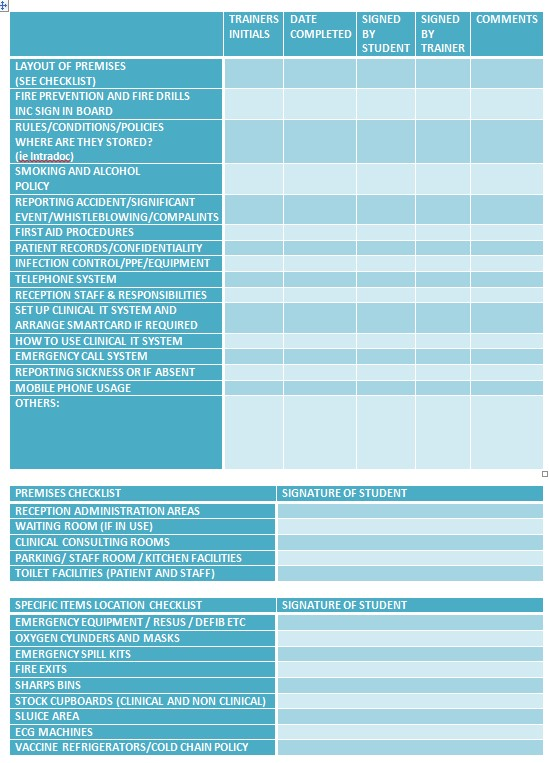 TRAINERS INITIALS
DATE COMPLETED
SIGNED BY STUDENT
SIGNED BY TRAINER
COMMENTS
LAYOUT OF PREMISES
(SEE CHECKLIST)
FIRE PREVENTION AND FIRE DRILLS
INC SIGN IN BOARD
RULES/CONDITIONS/POLICIES
WHERE ARE THEY STORED?
(ie Intradoc)
SMOKING AND ALCOHOL
POLICY
REPORTING ACCIDENT/SIGNIFICANT
EVENT/WHISTLEBLOWING/COMPALINTS
FIRST AID PROCEDURES
PATIENT RECORDS/CONFIDENTIALITY
INFECTION CONTROL/PPE/EQUIPMENT
TELEPHONE SYSTEM
RECEPTION STAFF & RESPONSIBILITIES
SET UP CLINICAL IT SYSTEM AND
ARRANGE SMARTCARD IF REQUIRED
HOW TO USE CLINICAL IT SYSTEM
EMERGENCY CALL SYSTEM
REPORTING SICKNESS OR IF ABSENT
MOBILE PHONE USAGE
OTHERS:
PREMISES CHECKLIST SIGNATURE OF STUDENT
RECEPTION ADMINISTRATION AREAS
WAITING ROOM (IF IN USE)
CLINICAL CONSULTING ROOMS
PARKING/ STAFF ROOM / KITCHEN FACILITIES
TOILET FACILITIES (PATIENT AND STAFF)
SPECIFIC ITEMS LOCATION CHECKLIST SIGNATURE OF STUDENT
EMERGENCY EQUIPMENT / RESUS / DEFIB ETC
OXYGEN CYLINDERS AND MASKS
EMERGENCY SPILL KITS
FIRE EXITS
SHARPS BINS
STOCK CUPBOARDS (CLINICAL AND NON CLINICAL)
SLUICE AREA
ECG MACHINES
VACCINE REFRIGERATORS/COLD CHAIN POLICY